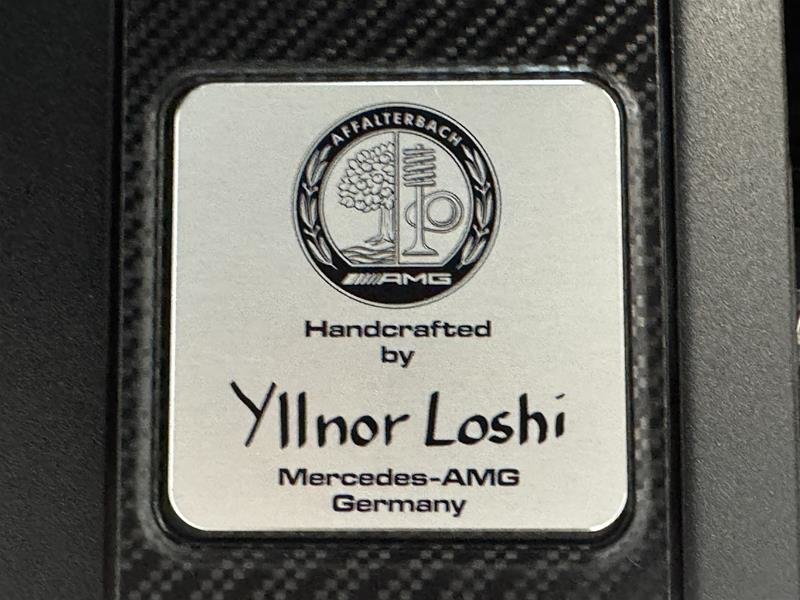 AFFALTERBACH
AMG
Handcrafted
by
Yllnor Loshi
Mercedes-AMG
Germany